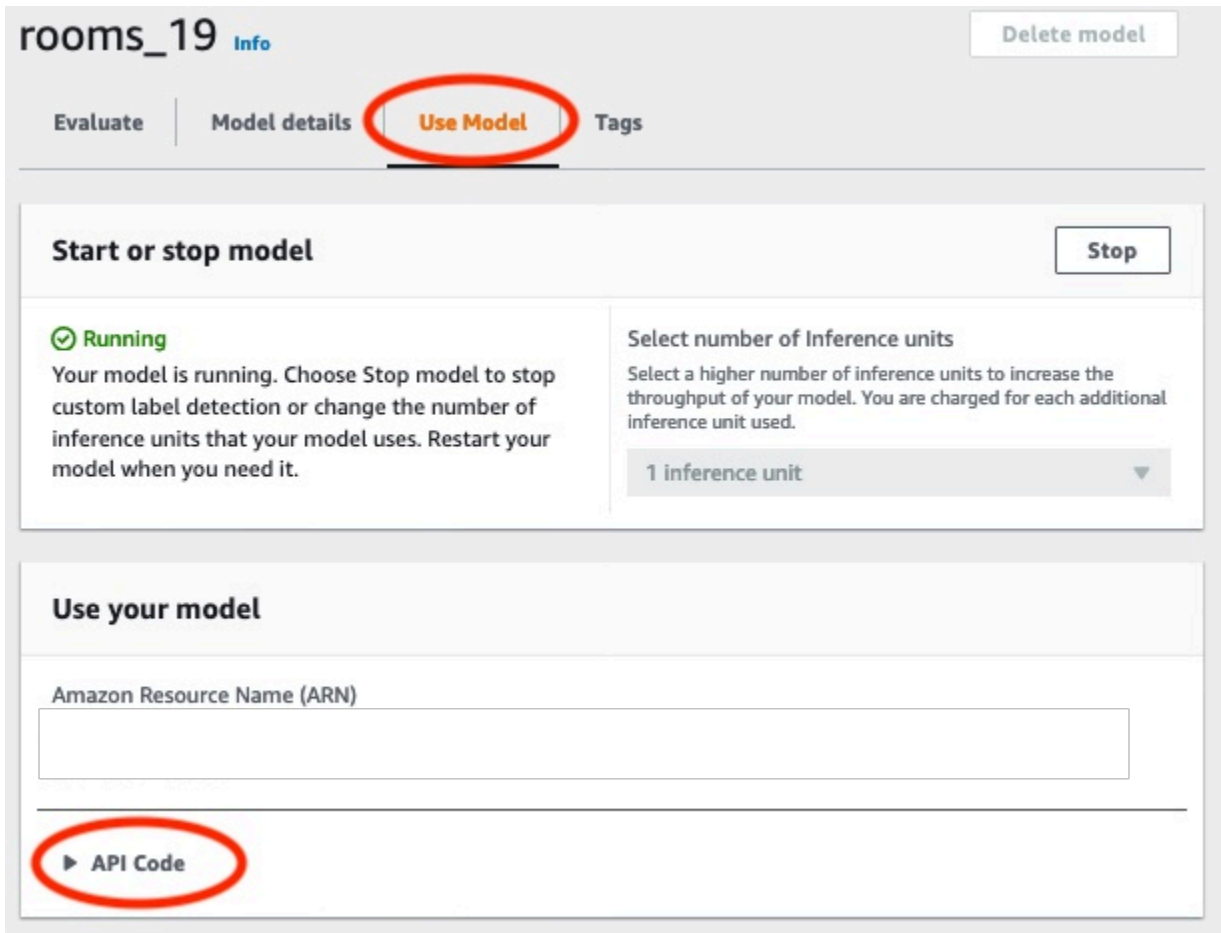 rooms_19 Info
Delete model
Evaluate
Model details
Use Model
Tags
Start or stop model
Stop
Running
Your model is running. Choose Stop model to stop
custom label detection or change the number of
inference units that your model uses. Restart your
model when you need it.
Select number of Inference units
Select a higher number of inference units to increase the
throughput of your model. You are charged for each additional
inference unit used.
1 inference unit
Use your model
Amazon Resource Name (ARN)
API Code